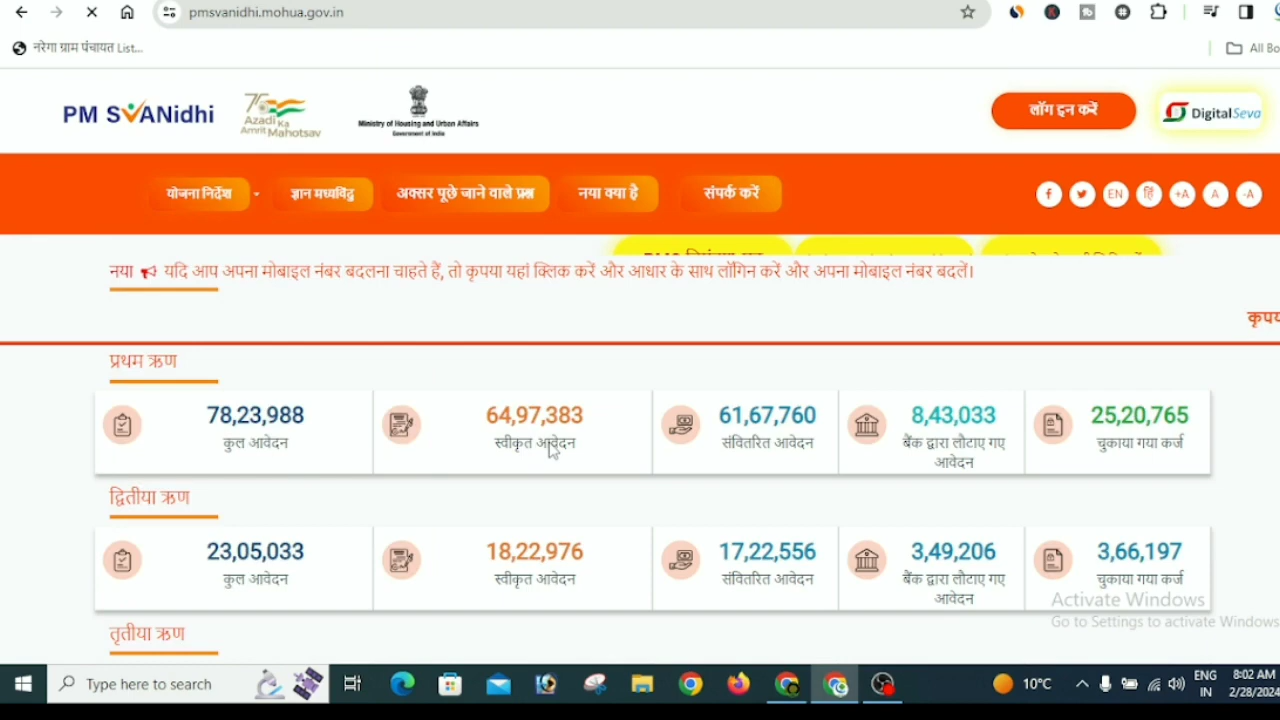 pmsvanidhi.mohua.gov.in
नरेगा ग्राम पंचायत List...
All Bo
PM SVANidhi
75
Azadi Ka
Amrit Mahotsav
Ministry of Housing and Urban Affairs
Government of India
लॉग इन करें
DigitalSeva
योजना निर्देश
ज्ञान मध्यविंदु
अक्सर पूछे जाने वाले प्रश्न
नया क्या है
संपर्क करें
EN
हिं
+A
A
-A
नया यदि आप अपना मोबाइल नंबर बदलना चाहते हैं, तो कृपया यहां क्लिक करें और आधार के साथ लॉगिन करें और अपना मोबाइल नंबर बदलें।
प्रथम ऋण
78,23,988
कुल आवेदन
64,97,383
स्वीकृत आवेदन
61,67,760
संवितरित आवेदन
8,43,033
बैंक द्वारा लौटाए गए
आवेदन
25,20,765
चुकाया गया कर्ज
द्वितीया ऋण
23,05,033
कुल आवेदन
18,22,976
स्वीकृत आवेदन
17,22,556
संवितरित आवेदन
3,49,206
बैंक द्वारा लौटाए गए
आवेदन
3,66,197
चुकाया गया कर्ज
Activate Windows
Go to Settings to activate Windows
तृतीया ऋण
Type here to search
10°C
ENG
IN
8:02 AM
2/28/2024